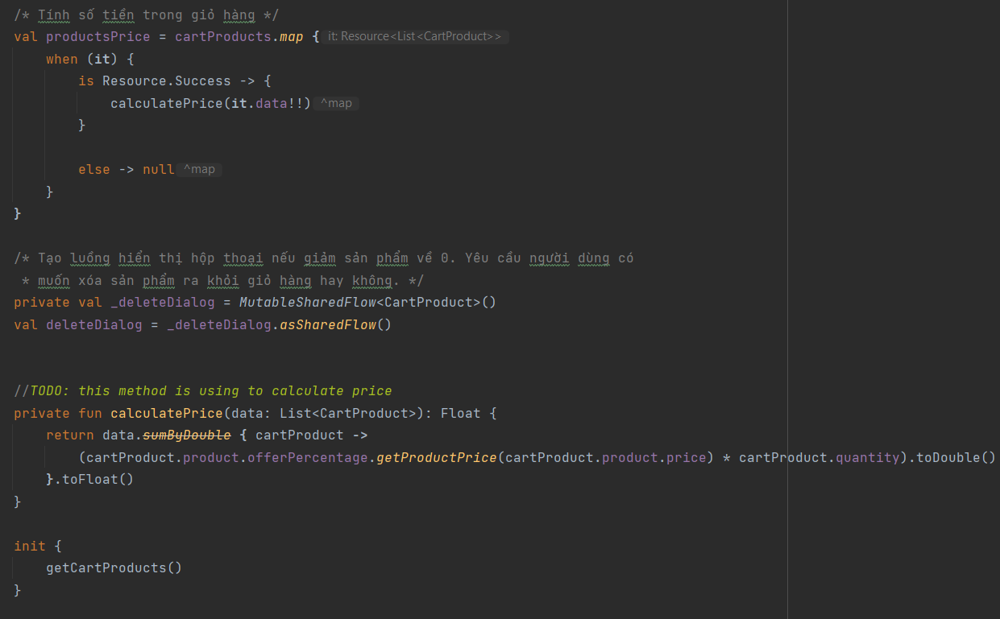 /* Tính số tiền trong giỏ hàng */
val productsPrice = cartProducts.map { it: Resource<List<CartProduct>>
when (it) {
is Resource.Success -> {
calculatePrice(it.data!!) ^map
}
else -> null ^map
}
}
/* Tạo luồng hiển thị hộp thoại nếu giảm sản phẩm về 0. Yêu cầu người dùng có
* muốn xóa sản phẩm ra khỏi giỏ hàng hay không. */
private val _deleteDialog = MutableSharedFlow<CartProduct>()
val deleteDialog = _deleteDialog.asSharedFlow()
//TODO: this method is using to calculate price
private fun calculatePrice(data: List<CartProduct>): Float {
return data.sumByDouble { cartProduct ->
(cartProduct.product.offerPercentage.getProductPrice(cartProduct.product.price) * cartProduct.quantity).toDouble()
}.toFloat()
}
init {
getCartProducts()
}